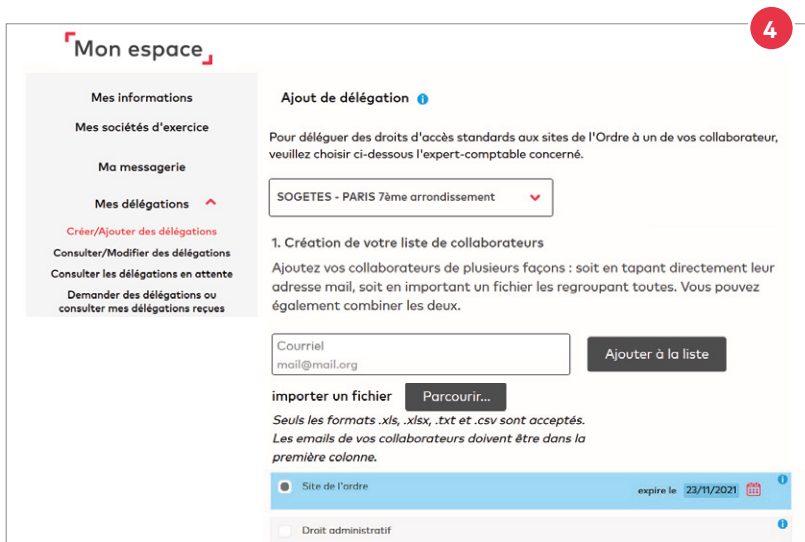 4
Mon espace
Mes informations
Mes sociétés d'exercice
Ma messagerie
Mes délégations
Créer/Ajouter des délégations
Consulter/Modifier des délégations
Consulter les délégations en attente
Demander des délégations ou
consulter mes délégations reçues
Ajout de délégation
Pour déléguer des droits d'accès standards aux sites de l'Ordre à un de vos collaborateur,
veuillez choisir ci-dessous l'expert-comptable concerné.
SOGETES - PARIS 7ème arrondissement
1. Création de votre liste de collaborateurs
Ajoutez vos collaborateurs de plusieurs façons : soit en tapant directement leur
adresse mail, soit en important un fichier les regroupant toutes. Vous pouvez
également combiner les deux.
Courriel
mail@mail.org
Ajouter à la liste
importer un fichier Parcourir...
Seuls les formats .xls, .xlsx, .txt et .csv sont acceptés.
Les emails de vos collaborateurs doivent être dans la
première colonne.
Site de l'ordre expire le 23/11/2021
Droit administratif